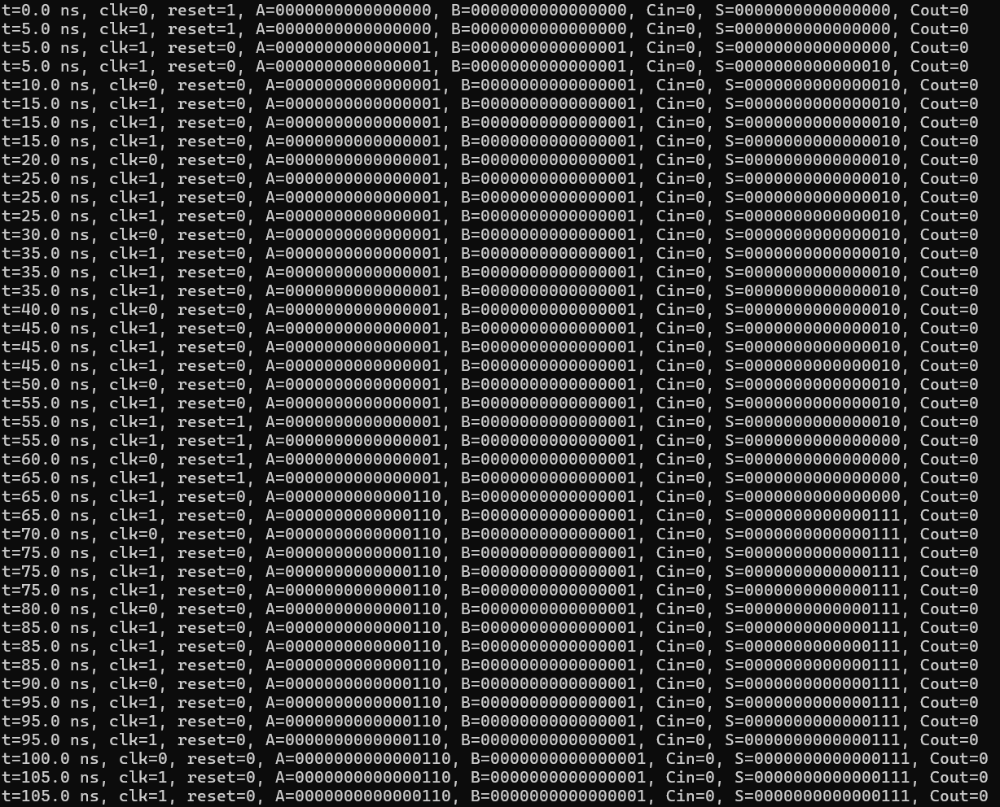 t=0.0 ns, clk=0, reset=1, A=0000000000000000, B=0000000000000000, Cin=0, S=0000000000000000, Cout=0
t=5.0 ns, clk=1, reset=1, A=0000000000000000, B=0000000000000000, Cin=0, S=0000000000000000, Cout=0
t=5.0 ns, clk=1, reset=0, A=0000000000000001, B=0000000000000001, Cin=0, S=0000000000000000, Cout=0
t=5.0 ns, clk=1, reset=0, A=0000000000000001, B=0000000000000001, Cin=0, S=0000000000000010, Cout=0
t=10.0 ns, clk=0, reset=0, A=0000000000000001, B=0000000000000001, Cin=0, S=0000000000000010, Cout=0
t=15.0 ns, clk=1, reset=0, A=0000000000000001, B=0000000000000001, Cin=0, S=0000000000000010, Cout=0
t=15.0 ns, clk=1, reset=0, A=0000000000000001, B=0000000000000001, Cin=0, S=0000000000000010, Cout=0
t=15.0 ns, clk=1, reset=0, A=0000000000000001, B=0000000000000001, Cin=0, S=0000000000000010, Cout=0
t=20.0 ns, clk=0, reset=0, A=0000000000000001, B=0000000000000001, Cin=0, S=0000000000000010, Cout=0
t=25.0 ns, clk=1, reset=0, A=0000000000000001, B=0000000000000001, Cin=0, S=0000000000000010, Cout=0
t=25.0 ns, clk=1, reset=0, A=0000000000000001, B=0000000000000001, Cin=0, S=0000000000000010, Cout=0
t=25.0 ns, clk=1, reset=0, A=0000000000000001, B=0000000000000001, Cin=0, S=0000000000000010, Cout=0
t=30.0 ns, clk=0, reset=0, A=0000000000000001, B=0000000000000001, Cin=0, S=0000000000000010, Cout=0
t=35.0 ns, clk=1, reset=0, A=0000000000000001, B=0000000000000001, Cin=0, S=0000000000000010, Cout=0
t=35.0 ns, clk=1, reset=0, A=0000000000000001, B=0000000000000001, Cin=0, S=0000000000000010, Cout=0
t=35.0 ns, clk=1, reset=0, A=0000000000000001, B=0000000000000001, Cin=0, S=0000000000000010, Cout=0
t=40.0 ns, clk=0, reset=0, A=0000000000000001, B=0000000000000001, Cin=0, S=0000000000000010, Cout=0
t=45.0 ns, clk=1, reset=0, A=0000000000000001, B=0000000000000001, Cin=0, S=0000000000000010, Cout=0
t=45.0 ns, clk=1, reset=0, A=0000000000000001, B=0000000000000001, Cin=0, S=0000000000000010, Cout=0
t=45.0 ns, clk=1, reset=0, A=0000000000000001, B=0000000000000001, Cin=0, S=0000000000000010, Cout=0
t=50.0 ns, clk=0, reset=0, A=0000000000000001, B=0000000000000001, Cin=0, S=0000000000000010, Cout=0
t=55.0 ns, clk=1, reset=0, A=0000000000000001, B=0000000000000001, Cin=0, S=0000000000000010, Cout=0
t=55.0 ns, clk=1, reset=1, A=0000000000000001, B=0000000000000001, Cin=0, S=0000000000000010, Cout=0
t=55.0 ns, clk=1, reset=1, A=0000000000000001, B=0000000000000001, Cin=0, S=0000000000000000, Cout=0
t=60.0 ns, clk=0, reset=1, A=0000000000000001, B=0000000000000001, Cin=0, S=0000000000000000, Cout=0
t=65.0 ns, clk=1, reset=1, A=0000000000000001, B=0000000000000001, Cin=0, S=0000000000000000, Cout=0
t=65.0 ns, clk=1, reset=0, A=0000000000000110, B=0000000000000001, Cin=0, S=0000000000000000, Cout=0
t=65.0 ns, clk=1, reset=0, A=0000000000000110, B=0000000000000001, Cin=0, S=0000000000000111, Cout=0
t=70.0 ns, clk=0, reset=0, A=0000000000000110, B=0000000000000001, Cin=0, S=0000000000000111, Cout=0
t=75.0 ns, clk=1, reset=0, A=0000000000000110, B=0000000000000001, Cin=0, S=0000000000000111, Cout=0
t=75.0 ns, clk=1, reset=0, A=0000000000000110, B=0000000000000001, Cin=0, S=0000000000000111, Cout=0
t=75.0 ns, clk=1, reset=0, A=0000000000000110, B=0000000000000001, Cin=0, S=0000000000000111, Cout=0
t=80.0 ns, clk=0, reset=0, A=0000000000000110, B=0000000000000001, Cin=0, S=0000000000000111, Cout=0
t=85.0 ns, clk=1, reset=0, A=0000000000000110, B=0000000000000001, Cin=0, S=0000000000000111, Cout=0
t=85.0 ns, clk=1, reset=0, A=0000000000000110, B=0000000000000001, Cin=0, S=0000000000000111, Cout=0
t=85.0 ns, clk=1, reset=0, A=0000000000000110, B=0000000000000001, Cin=0, S=0000000000000111, Cout=0
t=90.0 ns, clk=0, reset=0, A=0000000000000110, B=0000000000000001, Cin=0, S=0000000000000111, Cout=0
t=95.0 ns, clk=1, reset=0, A=0000000000000110, B=0000000000000001, Cin=0, S=0000000000000111, Cout=0
t=95.0 ns, clk=1, reset=0, A=0000000000000110, B=0000000000000001, Cin=0, S=0000000000000111, Cout=0
t=95.0 ns, clk=1, reset=0, A=0000000000000110, B=0000000000000001, Cin=0, S=0000000000000111, Cout=0
t=100.0 ns, clk=0, reset=0, A=0000000000000110, B=0000000000000001, Cin=0, S=0000000000000111, Cout=0
t=105.0 ns, clk=1, reset=0, A=0000000000000110, B=0000000000000001, Cin=0, S=0000000000000111, Cout=0
t=105.0 ns, clk=1, reset=0, A=0000000000000110, B=0000000000000001, Cin=0, S=0000000000000111, Cout=0